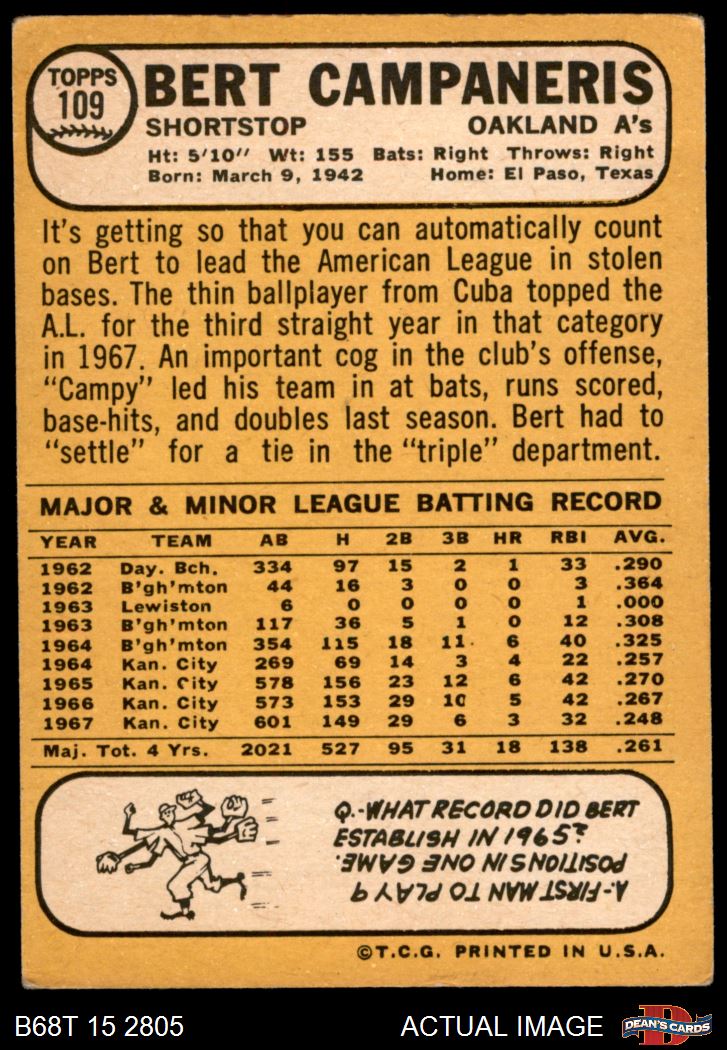 TOPPS
109
BERT CAMPANERIS
SHORTSTOP OAKLAND A's
Ht: 5'10" Wt: 155 Bats: Right Throws: Right
Born: March 9, 1942 Home: El Paso, Texas
It's getting so that you can automatically count
on Bert to lead the American League in stolen
bases. The thin ballplayer from Cuba topped the
A.L. for the third straight year in that category
in 1967. An important cog in the club's offense,
"Campy" led his team in at bats, runs scored,
base-hits, and doubles last season. Bert had to
"settle" for a tie in the "triple" department.
MAJOR & MINOR LEAGUE BATTING RECORD
YEAR TEAM AB H 2B 3B HR RBI AVG.
1962 Day. Bch. 334 97 15 2 1 33 .290
1962 B'gh'mton 44 16 3 0 0 3 .364
1963 Lewiston 6 0 0 0 0 1 .000
1963 B'gh'mton 117 36 5 1 0 12 .308
1964 B'gh'mton 354 115 18 11 6 40 .325
1964 Kan. City 269 69 14 3 4 22 .257
1965 Kan. City 578 156 23 12 6 42 .270
1966 Kan. City 573 153 29 10 5 42 .267
1967 Kan. City 601 149 29 6 3 32 .248
Maj. Tot. 4 Yrs. 2021 527 95 31 18 138 .261
Q.-WHAT RECORD DID BERT
ESTABLISH IN 1965?
A.-FIRST MAN TO PLAY 9
POSITIONS IN ONE GAME.
©T.C.G. PRINTED IN U.S.A.
B68T 15 2805 ACTUAL IMAGE
D
DEAN'S CARDS